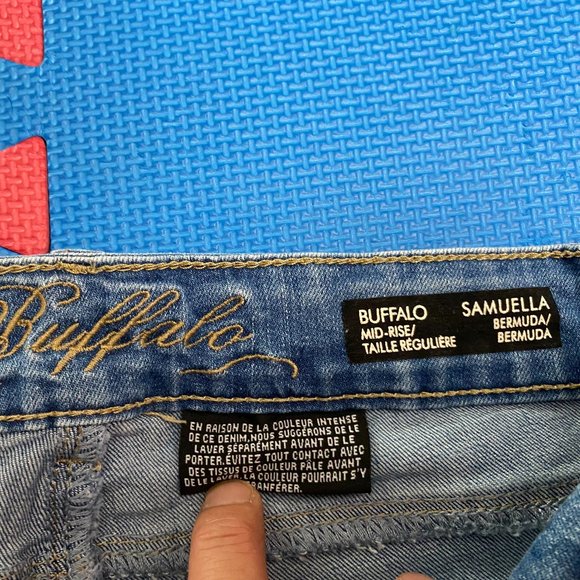 Buffalo
BUFFALO SAMUELLA
MID-RISE/ BERMUDA/
TAILLE RÉGULIÈRE BERMUDA
EN RAISON DE LA COULEUR INTENSE
DE CE DENIM, NOUS SUGGÉRONS DE LE
LAVER SÉPARÉMENT AVANT DE LE
PORTER. ÉVITEZ TOUT CONTACT AVEC
DES TISSUS DE COULEUR PÂLE AVANT
DE LE LAVER, LA COULEUR POURRAIT S'Y
TRANFÉRER.